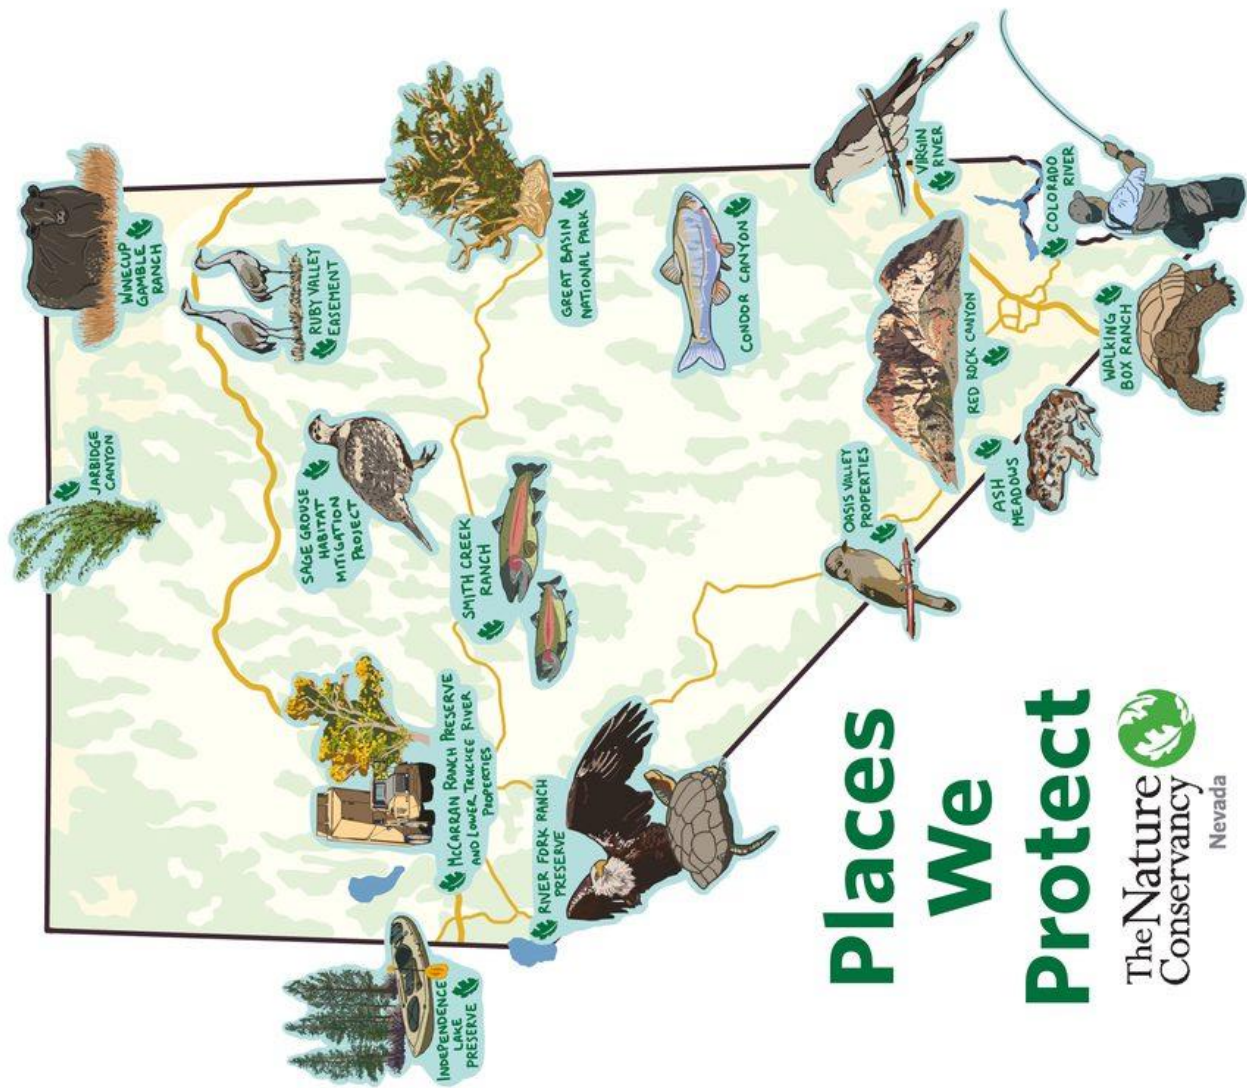 JARBIDGE
CANYON
WINECUP
GAMBLE
RANCH
RUBY VALLEY
EASEMENT
SAGE GROUSE
HABITAT
MITIGATION
PROJECT
GREAT BASIN
NATIONAL PARK
SMITH CREEK
RANCH
McCARRAN RANCH PRESERVE
AND LOWER TRUCKEE RIVER
PROPERTIES
INDEPENDENCE
LAKE
PRESERVE
RIVER FORK RANCH
PRESERVE
CONDOR CANYON
OASIS VALLEY
PROPERTIES
VIRGIN
RIVER
RED ROCK CANYON
ASH
MEADOWS
COLORADO
RIVER
WALKING
BOX RANCH
Places
We
Protect
The Nature
Conservancy
Nevada